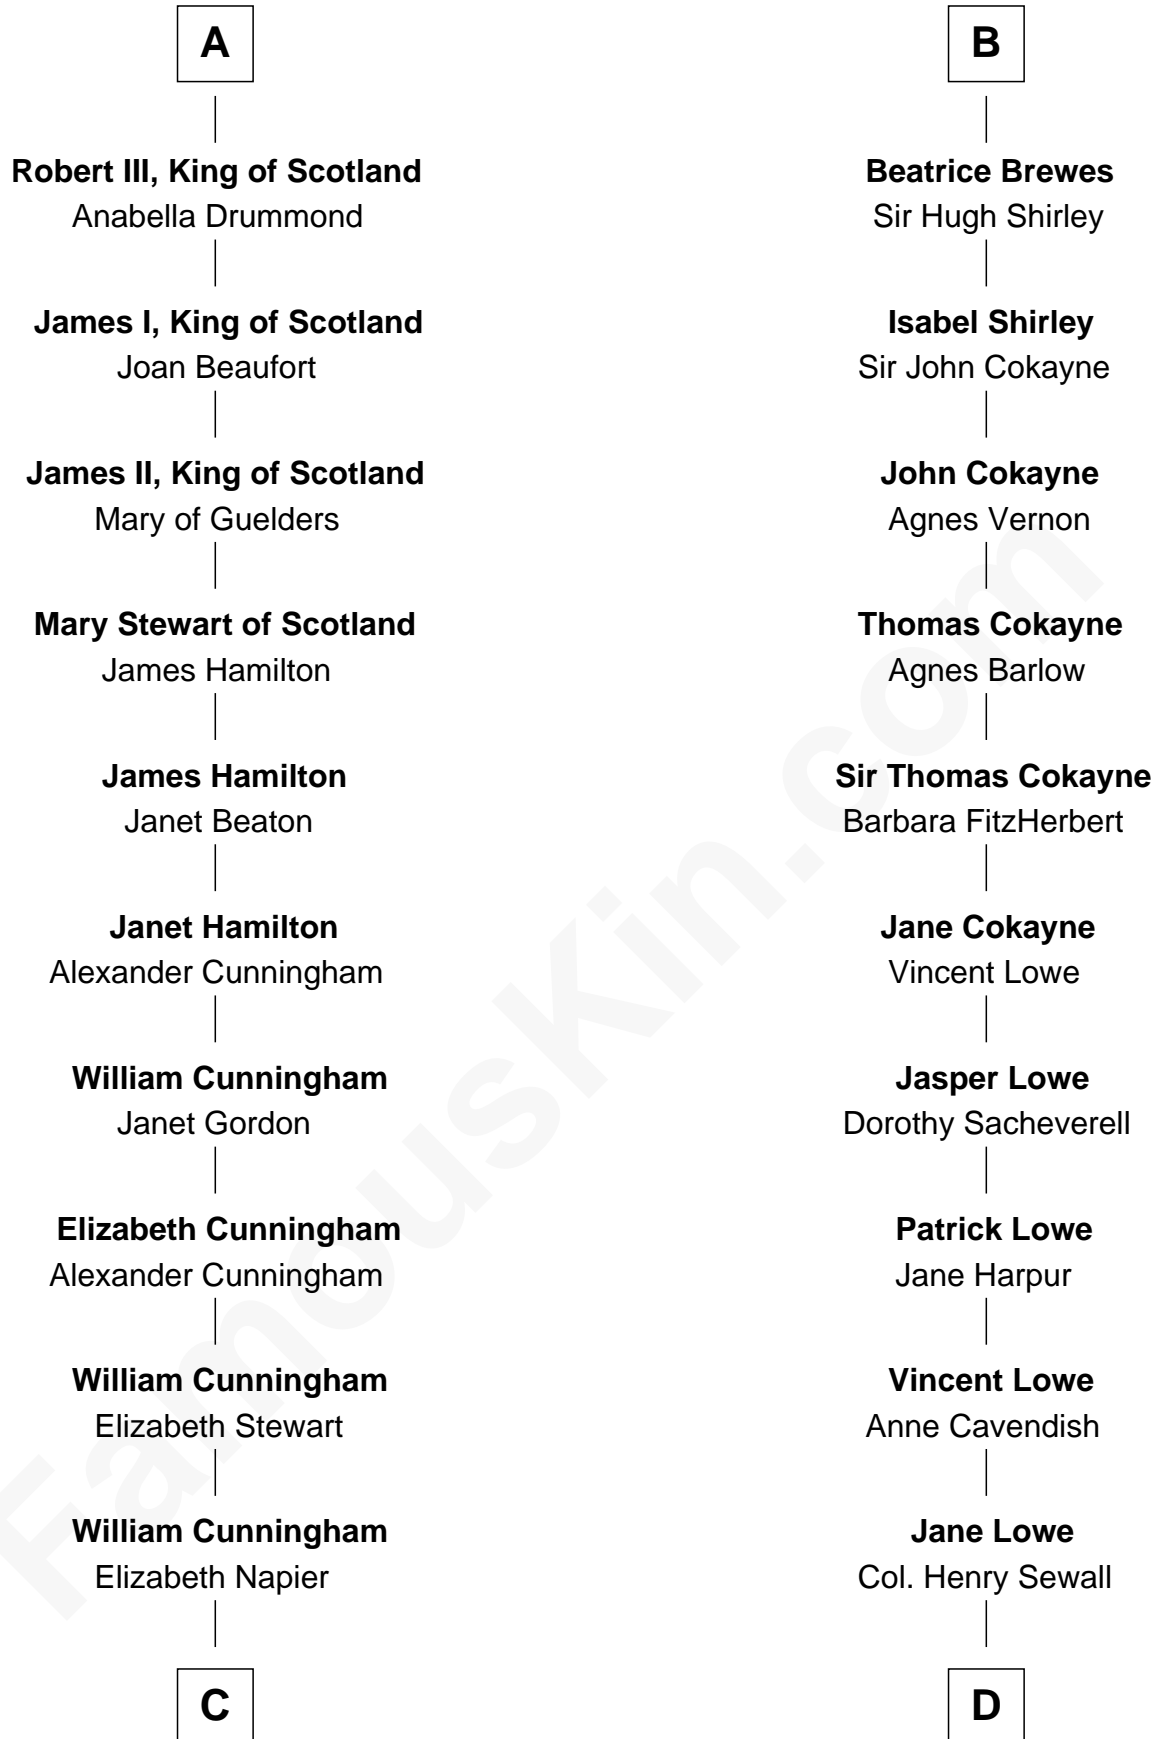 A
Robert III, King of Scotland
Anabella Drummond
James I, King of Scotland
Joan Beaufort
James II, King of Scotland
Mary of Guelders
Mary Stewart of Scotland
James Hamilton
James Hamilton
Janet Beaton
Janet Hamilton
Alexander Cunningham
William Cunningham
Janet Gordon
Elizabeth Cunningham
Alexander Cunningham
William Cunningham
Elizabeth Stewart
William Cunningham
Elizabeth Napier
C
B
Beatrice Brewes
Sir Hugh Shirley
Isabel Shirley
Sir John Cokayne
John Cokayne
Agnes Vernon
Thomas Cokayne
Agnes Barlow
Sir Thomas Cokayne
Barbara FitzHerbert
Jane Cokayne
Vincent Lowe
Jasper Lowe
Dorothy Sacheverell
Patrick Lowe
Jane Harpur
Vincent Lowe
Anne Cavendish
Jane Lowe
Col. Henry Sewall
D
FamousKin.com